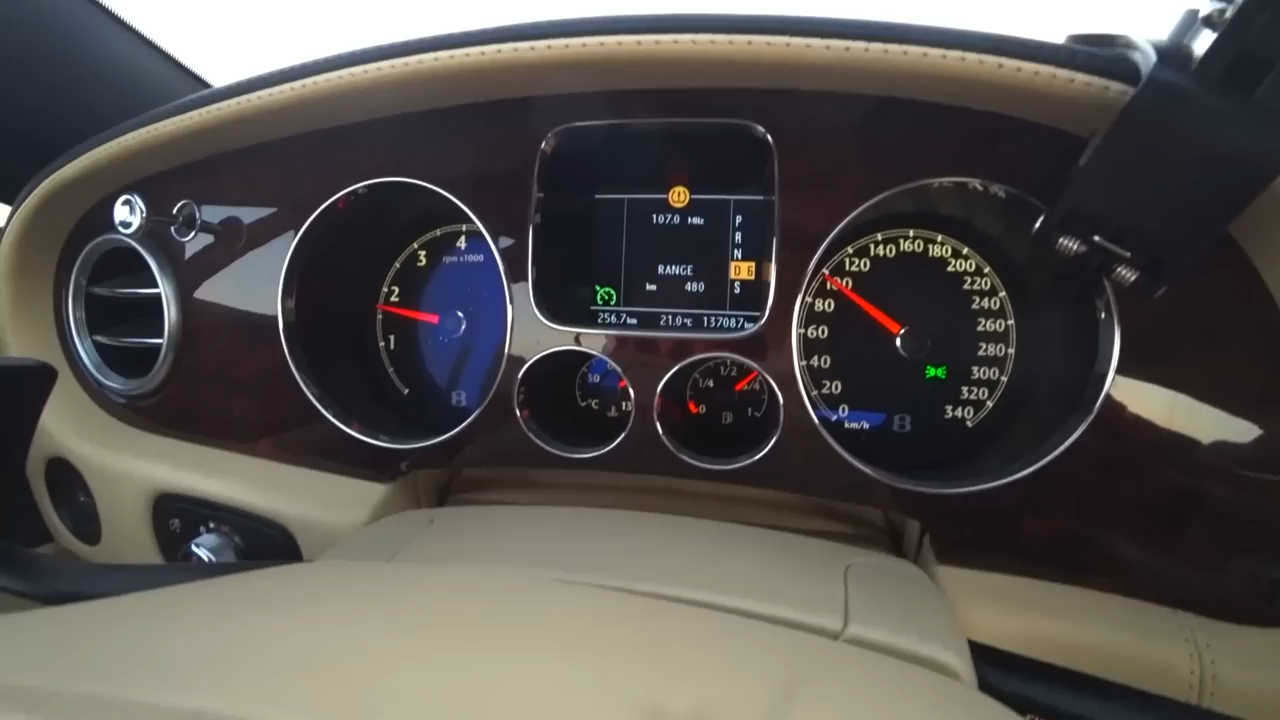 4
3
rpm x1000
2
1
B
107.0 MHz
RANGE
km 480
P
R
N
D 6
S
256.7km 21.0°C 137087km
50
°C
13
1/2
1/4
3/4
0
1
160
140 180
120 200
100 220
80 240
60 260
40 280
20 300
0 320
340
km/h
B